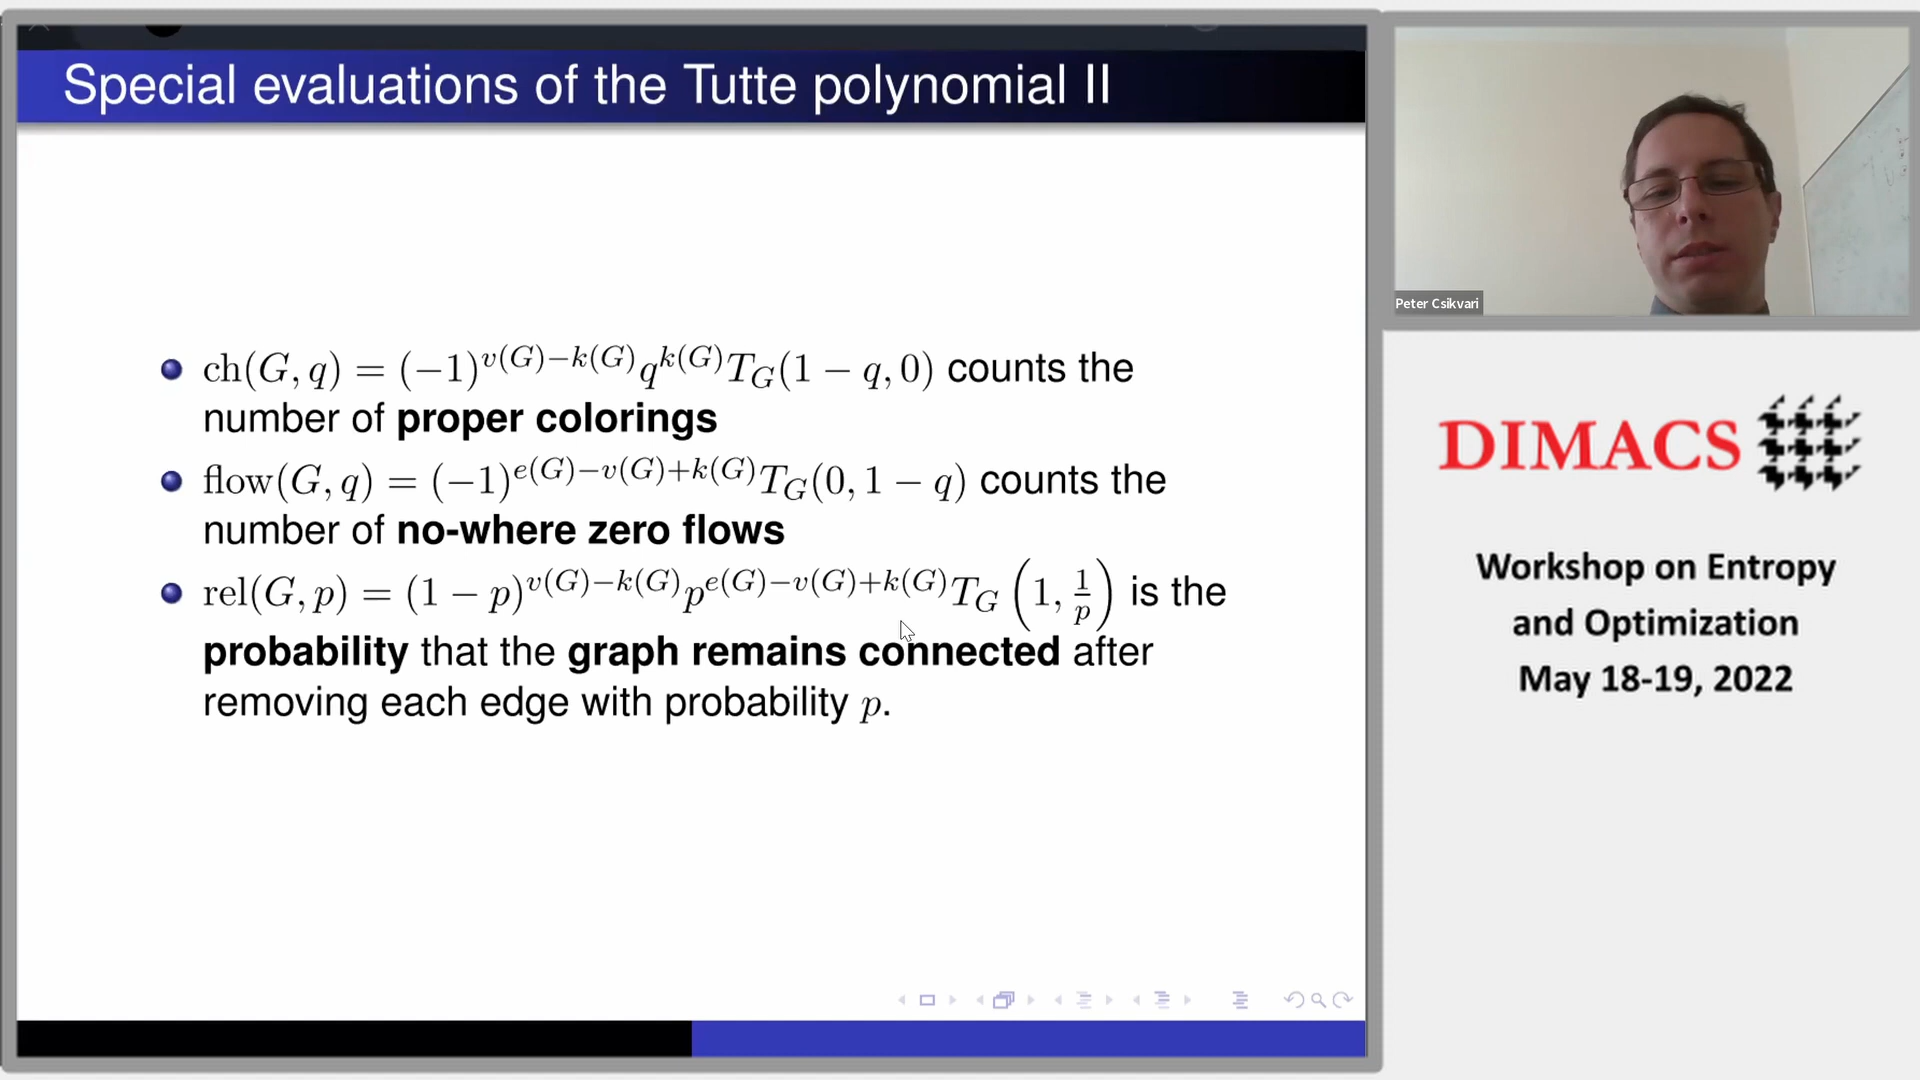 Special evaluations of the Tutte polynomial II
ch(G, q) = (−1)^{v(G)−k(G)} q^{k(G)} T_G(1 − q, 0) counts the
number of proper colorings
flow(G, q) = (−1)^{e(G)−v(G)+k(G)} T_G(0, 1 − q) counts the
number of no-where zero flows
rel(G, p) = (1 − p)^{v(G)−k(G)} p^{e(G)−v(G)+k(G)} T_G (1, 1/p) is the
probability that the graph remains connected after
removing each edge with probability p.
Peter Csikvari
DIMACS
Workshop on Entropy
and Optimization
May 18-19, 2022